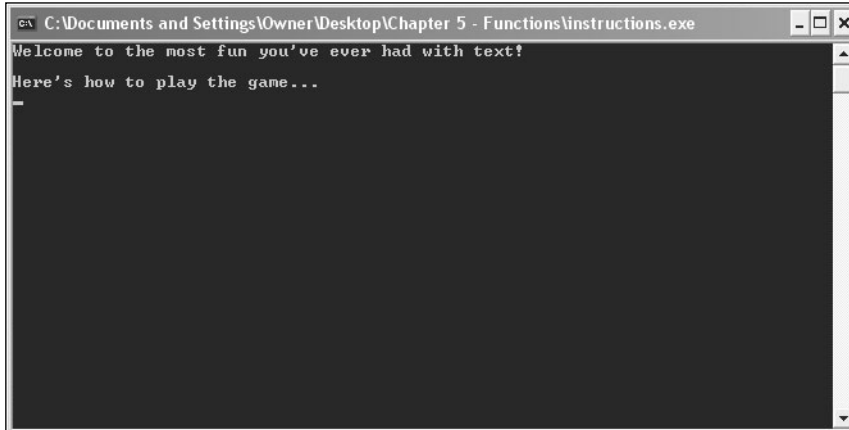 C:\Documents and Settings\Owner\Desktop\Chapter 5 - Functions\instructions.exe
Welcome to the most fun you've ever had with text!
Here's how to play the game...